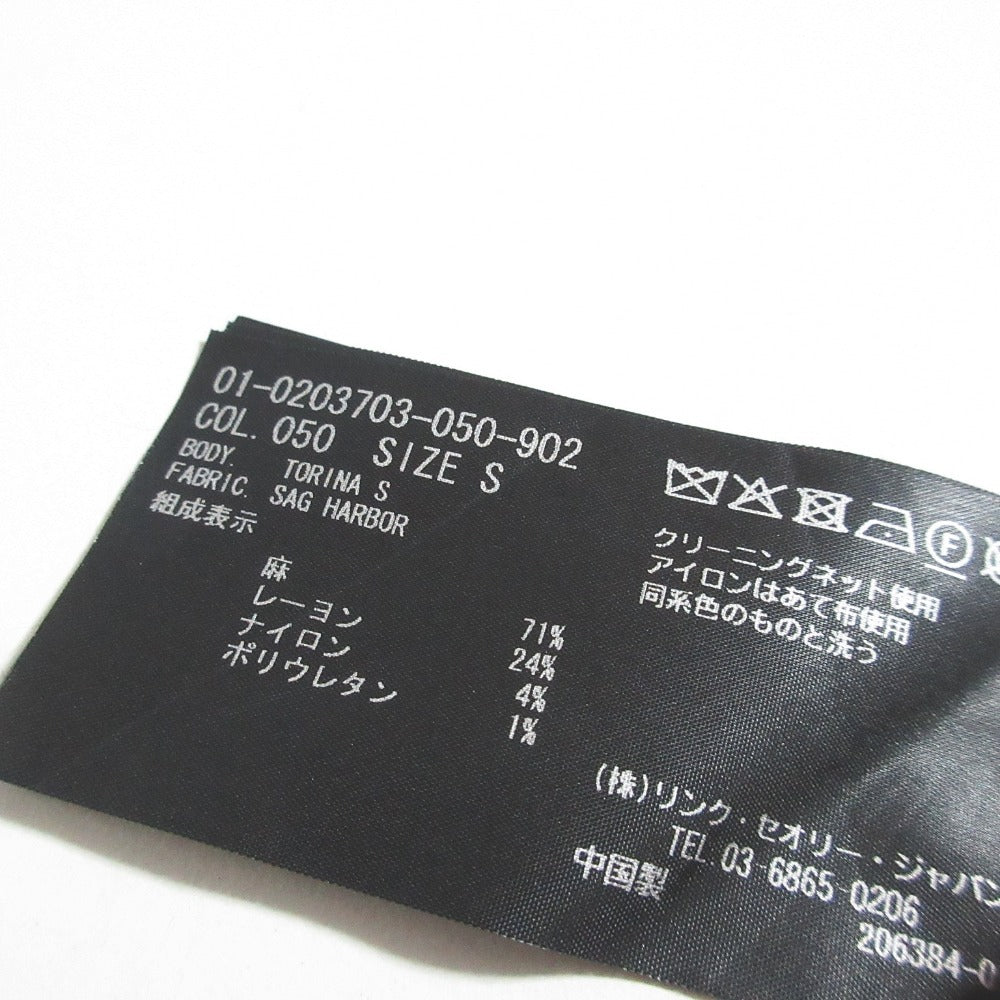 01-0203703-050-902
COL. 050 SIZE S
BODY. TORINA S
FABRIC. SAG HARBOR
組成表示
麻 71%
レーヨン 24%
ナイロン 4%
ポリウレタン 1%
F
クリーニングネット使用
アイロンはあて布使用
同系色のものと洗う
(株)リンク・セオリー・ジャパン
TEL 03-6865-0206
中国製
206384-0